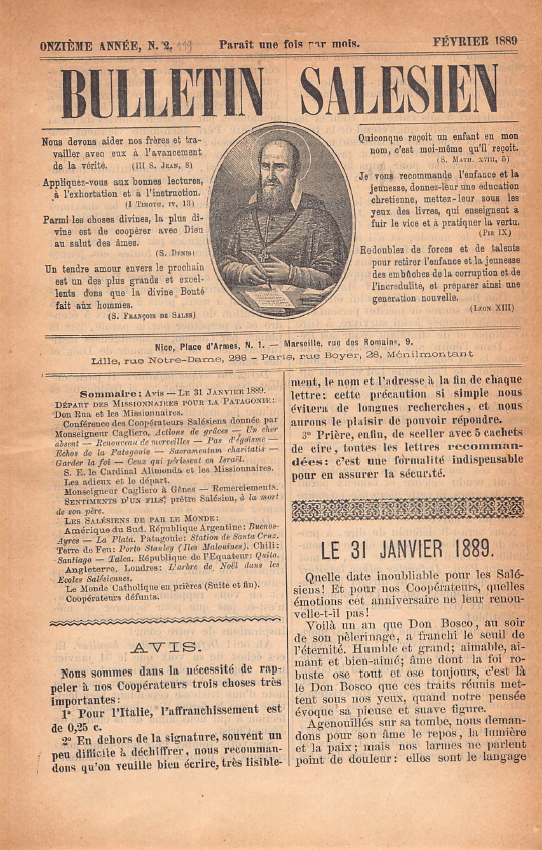 ONZIÈME ANNÉE, N. 2. 119
Paraît une fois par mois.
FÉVRIER 1889
BULLETIN SALESIEN
Nous devons aider nos frères et tra-
vailler avec eux à l'avancement
de la vérité. (III S. JEAN, 8)
Appliquez-vous aux bonnes lectures,
à l'exhortation et à l'instruction.
(I TIMOTH. IV, 13)
Parmi les choses divines, la plus di-
vine est de coopérer avec Dieu
au salut des âmes.
(S. DENIS)
Un tendre amour envers le prochain
est un des plus grands et excel-
lents dons que la divine Bonté
fait aux hommes.
(S. FRANÇOIS DE SALES)
Quiconque reçoit un enfant en mon
nom, c'est moi-même qu'il reçoit.
(S. MATH. XVIII, 5)
Je vous recommande l'enfance et la
jeunesse, donnez-leur une éducation
chretienne, mettez-leur sous les
yeux des livres, qui enseignent a
fuir le vice et à pratiquer la vertu.
(PIE IX)
Redoublez de forces et de talents
pour retirer l'enfance et la jeunesse
des embûches de la corruption et de
l'incredulite, et préparer ainsi une
generation nouvelle.
(LÉON XIII)
Nice, Place d'Armes, N. 1. — Marseille, rue des Romains, 9.
Lille, rue Notre-Dame, 288 - Paris, rue Boyer, 28, Ménilmontant
Sommaire: Avis — LE 31 JANVIER 1889.
DÉPART DES MISSIONNAIRES POUR LA PATAGONIE:
Don Rua et les Missionnaires.
Conférence des Coopérateurs Salésiens donnée par
Monseigneur Cagliero, Actions de grâces — Un cher
absent — Renouveau de merveilles — Pas d'égoïsme —
Echos de la Patagonie — Sacramentum charitatis —
Garder la foi — Ceux qui périssent en Israël.
S. E. le Cardinal Alimonda et les Missionnaires.
Les adieux et le départ.
Monseigneur Cagliero à Gênes — Remerciements.
SENTIMENTS D'UN FILS, prêtre Salésien, à la mort
de son père.
LES SALÉSIENS DE PAR LE MONDE:
Amérique du Sud. République Argentine: Buenos-
Ayres — La Plata. Patagonie: Station de Santa Cruz.
Terre de Feu: Porto Stanley (Iles Malouines). Chili:
Santiago — Talca. République de l'Equateur: Quito.
Angleterre. Londres: L'arbre de Noël dans les
Ecoles Salésiennes.
Le Monde Catholique en prières (Suite et fin).
Coopérateurs défunts.
AVIS.
Nous sommes dans la nécessité de rap-
peler à nos Coopérateurs trois choses très
importantes:
1º Pour l'Italie, l'affranchissement est
de 0,25 c.
2º En dehors de la signature, souvent un
peu difficile à déchiffrer, nous recomman-
dons qu'on veuille bien écrire, très lisible-
ment, le nom et l'adresse à la fin de chaque
lettre: cette précaution si simple nous
évitera de longues recherches, et nous
aurons le plaisir de pouvoir répondre.
3º Prière, enfin, de sceller avec 5 cachets
de cire, toutes les lettres recomman-
dées: c'est une formalité indispensable
pour en assurer la sécurité.
LE 31 JANVIER 1889.
Quelle date inoubliable pour les Salé-
siens! Et pour nos Coopérateurs, quelles
émotions cet anniversaire ne leur renou-
velle-t-il pas!
Voilà un an que Don Bosco, au soir
de son pèlerinage, a franchi le seuil de
l'éternité. Humble et grand; aimable, ai-
mant et bien-aimé; âme dont la foi ro-
buste ose tout et ose toujours, c'est là
le Don Bosco que ces traits réunis met-
tent sous nos yeux, quand notre pensée
évoque sa pieuse et suave figure.
Agenouillés sur sa tombe, nous deman-
dons pour son âme le repos, la lumière
et la paix; mais nos larmes ne parlent
point de douleur: elles sont le langage